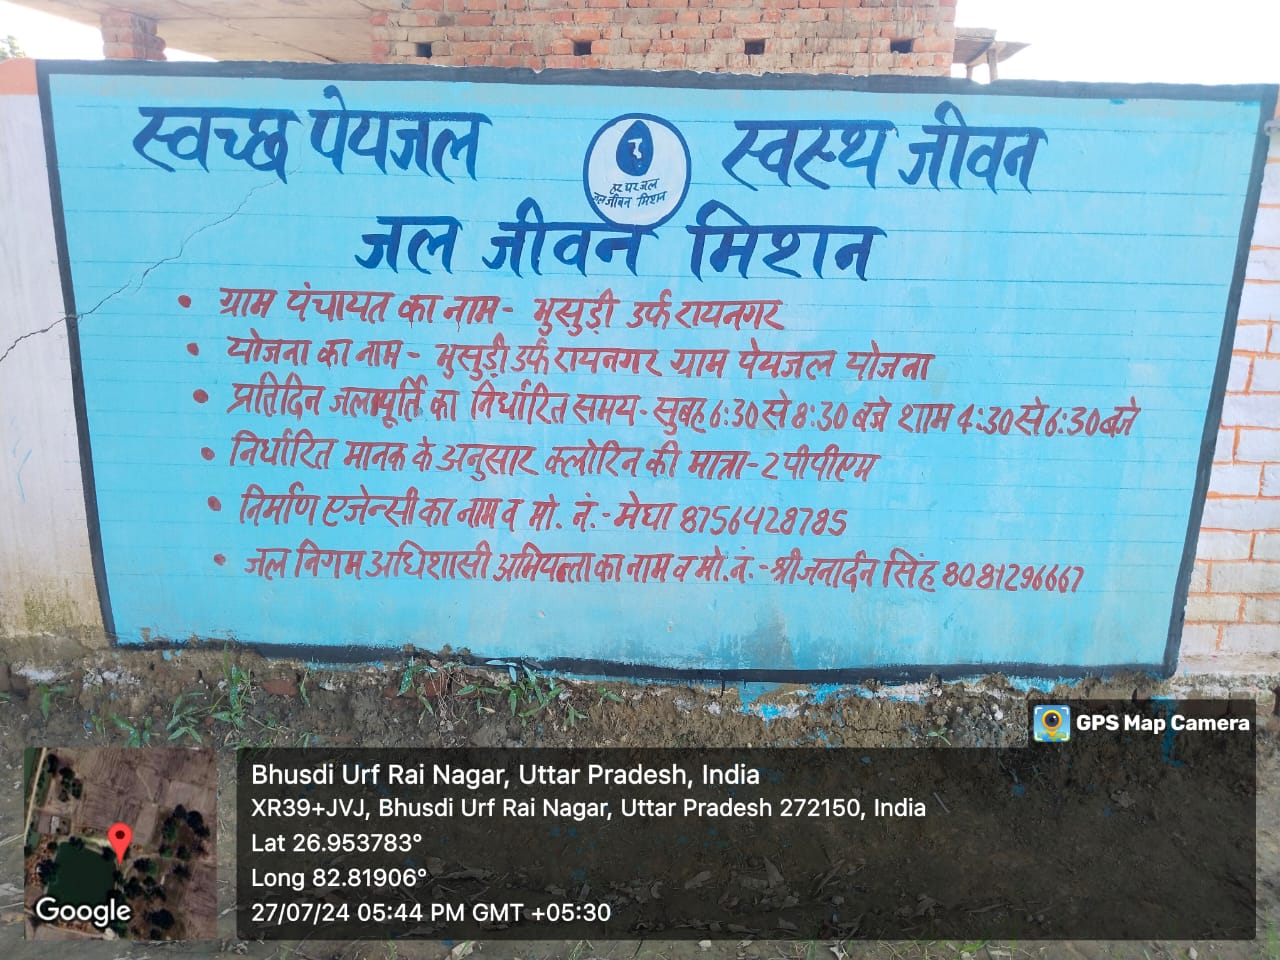 स्वच्छ पेयजल स्वस्थ जीवन
हर घर जल
जल जीवन मिशन
जल जीवन मिशन
• ग्राम पंचायत का नाम - भुसुड़ी उर्फ रायनगर
• योजना का नाम - भुसुड़ी उर्फ रायनगर ग्राम पेयजल योजना
• प्रतिदिन जलापूर्ति का निर्धारित समय - सुबह 6:30 से 8:30 बजे शाम 4:30 से 6:30 बजे
• निर्धारित मानक के अनुसार क्लोरिन की मात्रा - 2 पीपीएम
• निर्माण एजेन्सी का नाम व मो. नं. - मेघा 8756428785
• जल निगम अधिशासी अभियन्ता का नाम व मो. नं. - श्री जनार्दन सिंह 8081296667
GPS Map Camera
Bhusdi Urf Rai Nagar, Uttar Pradesh, India
XR39+JVJ, Bhusdi Urf Rai Nagar, Uttar Pradesh 272150, India
Lat 26.953783°
Long 82.81906°
27/07/24 05:44 PM GMT +05:30
Google